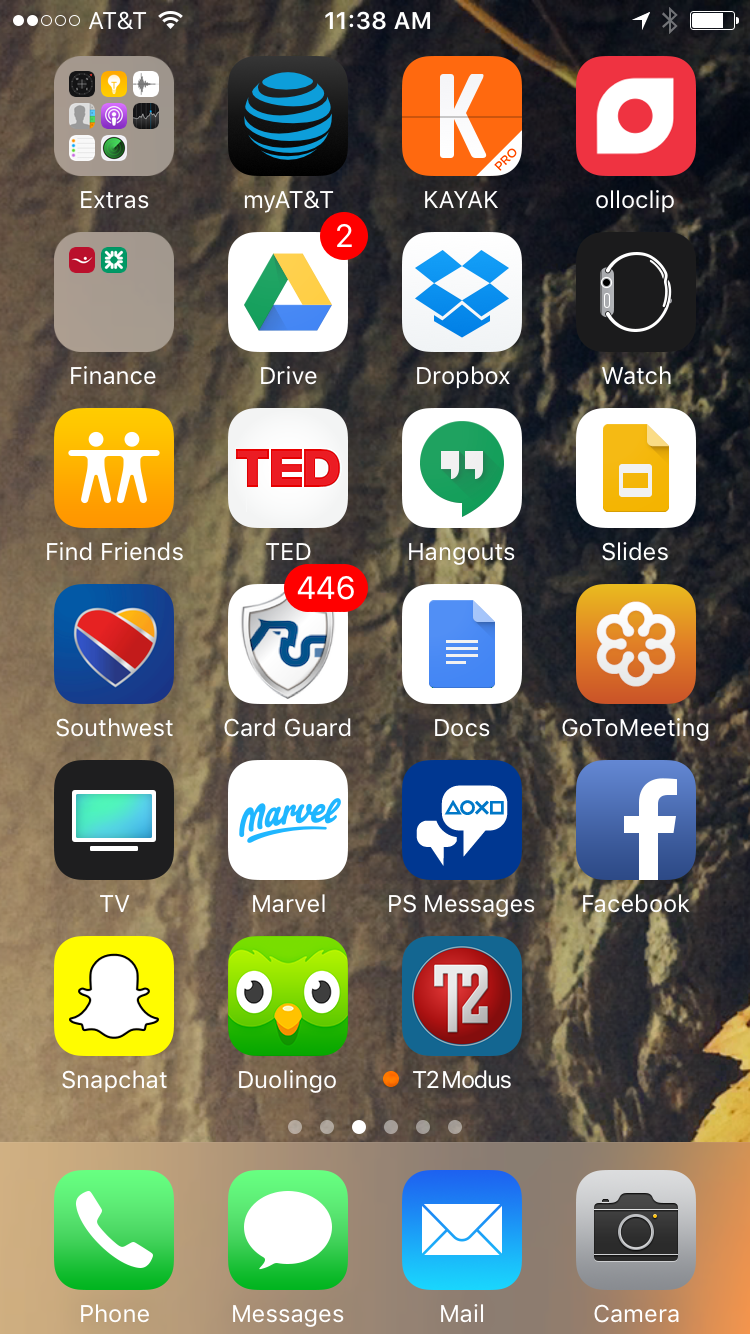 AT&T 11:38 AM
K PRO
Extras myAT&T KAYAK olloclip
2
Finance Drive Dropbox Watch
TED
Find Friends TED Hangouts Slides
446
Southwest Card Guard Docs GoToMeeting
Marvel
TV Marvel PS Messages Facebook
T2
Snapchat Duolingo T2Modus
Phone Messages Mail Camera